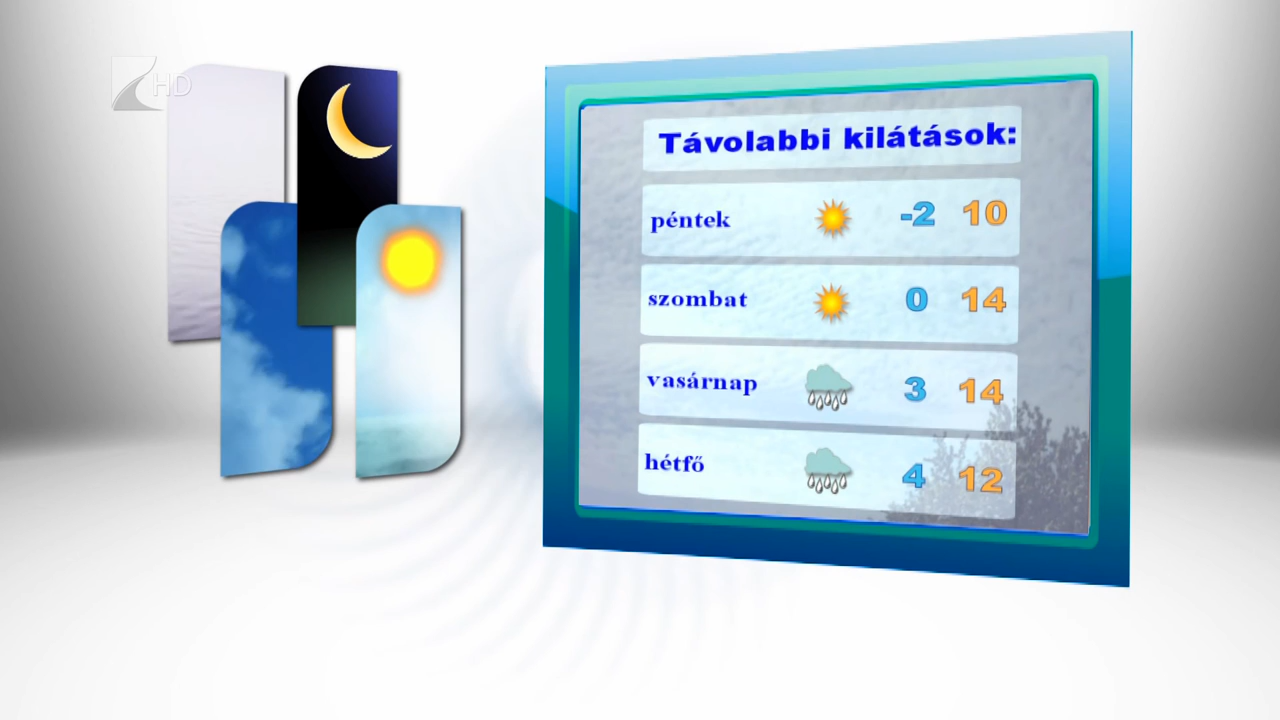 HD
Távolabbi kilátások:
péntek -2 10
szombat 0 14
vasárnap 3 14
hétfő 4 12